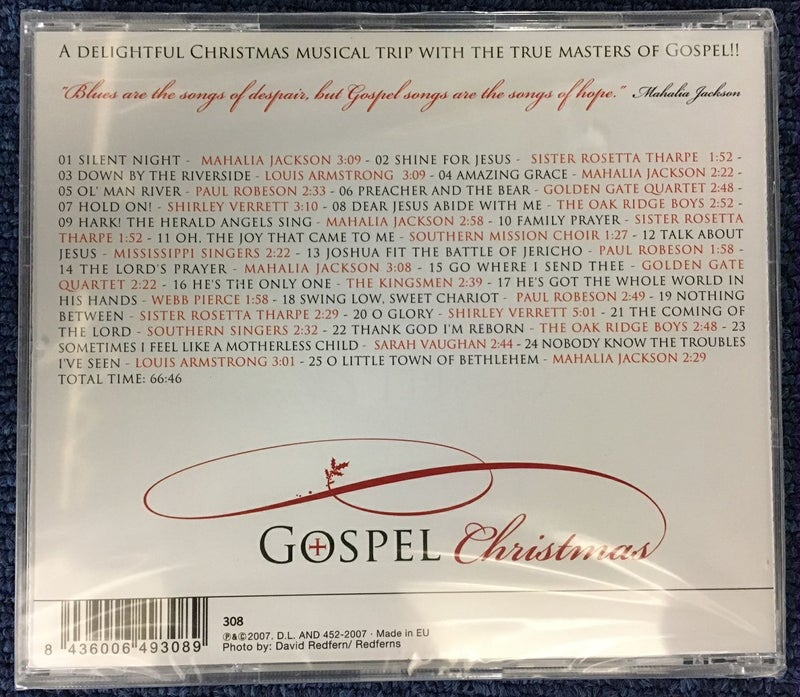 A DELIGHTFUL CHRISTMAS MUSICAL TRIP WITH THE TRUE MASTERS OF GOSPEL!!
"Blues are the songs of despair, but Gospel songs are the songs of hope." Mahalia Jackson
01 SILENT NIGHT - MAHALIA JACKSON 3:09 - 02 SHINE FOR JESUS - SISTER ROSETTA THARPE 1:52 -
03 DOWN BY THE RIVERSIDE - LOUIS ARMSTRONG 3:09 - 04 AMAZING GRACE - MAHALIA JACKSON 2:22 -
05 OL' MAN RIVER - PAUL ROBESON 2:33 - 06 PREACHER AND THE BEAR - GOLDEN GATE QUARTET 2:48 -
07 HOLD ON! - SHIRLEY VERRETT 3:10 - 08 DEAR JESUS ABIDE WITH ME - THE OAK RIDGE BOYS 2:52 -
09 HARK! THE HERALD ANGELS SING - MAHALIA JACKSON 2:58 - 10 FAMILY PRAYER - SISTER ROSETTA
THARPE 1:52 - 11 OH, THE JOY THAT CAME TO ME - SOUTHERN MISSION CHOIR 1:27 - 12 TALK ABOUT
JESUS - MISSISSIPPI SINGERS 2:22 - 13 JOSHUA FIT THE BATTLE OF JERICHO - PAUL ROBESON 1:58 -
14 THE LORD'S PRAYER - MAHALIA JACKSON 3:08 - 15 GO WHERE I SEND THEE - GOLDEN GATE
QUARTET 2:22 - 16 HE'S THE ONLY ONE - THE KINGSMEN 2:39 - 17 HE'S GOT THE WHOLE WORLD IN
HIS HANDS - WEBB PIERCE 1:58 - 18 SWING LOW, SWEET CHARIOT - PAUL ROBESON 2:49 - 19 NOTHING
BETWEEN - SISTER ROSETTA THARPE 2:29 - 20 O GLORY - SHIRLEY VERRETT 5:01 - 21 THE COMING OF
THE LORD - SOUTHERN SINGERS 2:32 - 22 THANK GOD I'M REBORN - THE OAK RIDGE BOYS 2:48 - 23
SOMETIMES I FEEL LIKE A MOTHERLESS CHILD - SARAH VAUGHAN 2:44 - 24 NOBODY KNOW THE TROUBLES
I'VE SEEN - LOUIS ARMSTRONG 3:01 - 25 O LITTLE TOWN OF BETHLEHEM - MAHALIA JACKSON 2:29
TOTAL TIME: 66:46
GOSPEL Christmas
308
℗&©2007. D.L. AND 452-2007 · Made in EU
Photo by: David Redfern/ Redferns
8 436006 493089